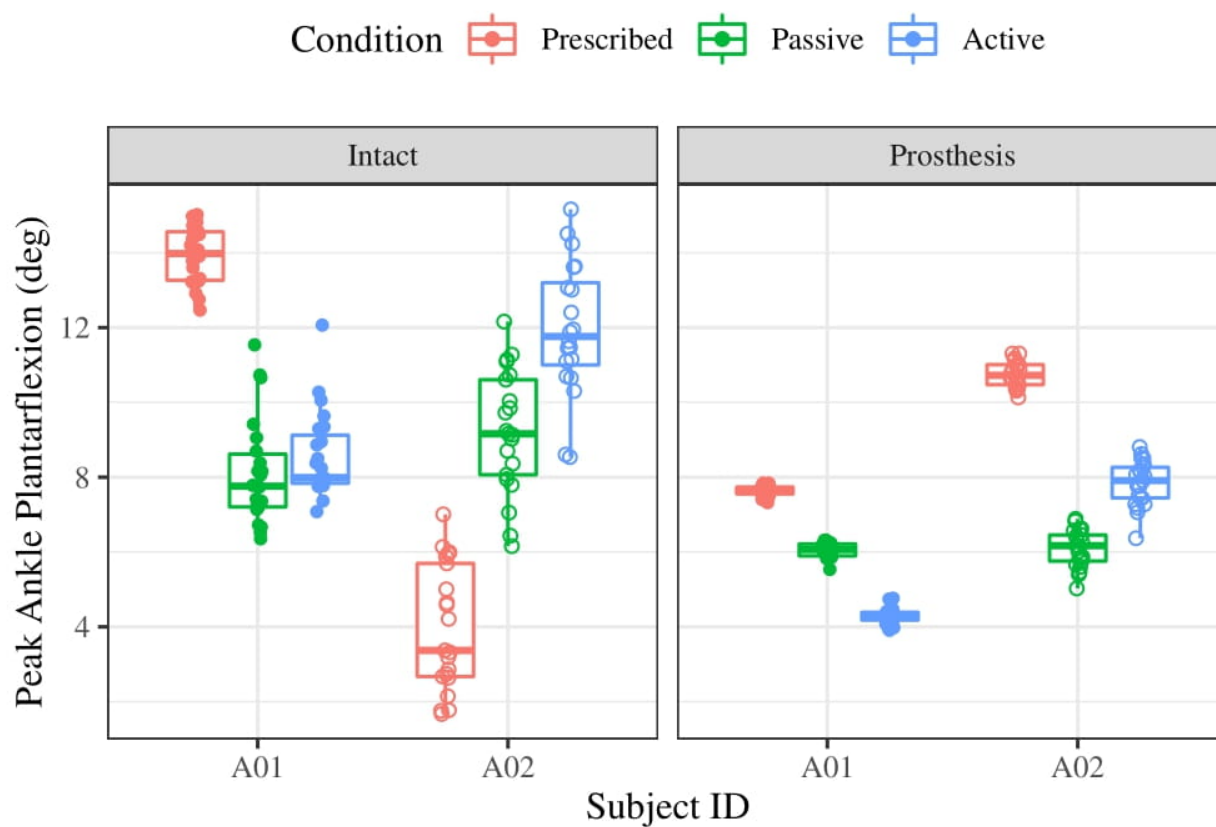 Condition Prescribed Passive Active
Intact Prosthesis
Peak Ankle Plantarflexion (deg)
12
8
4
A01 A02 A01 A02
Subject ID